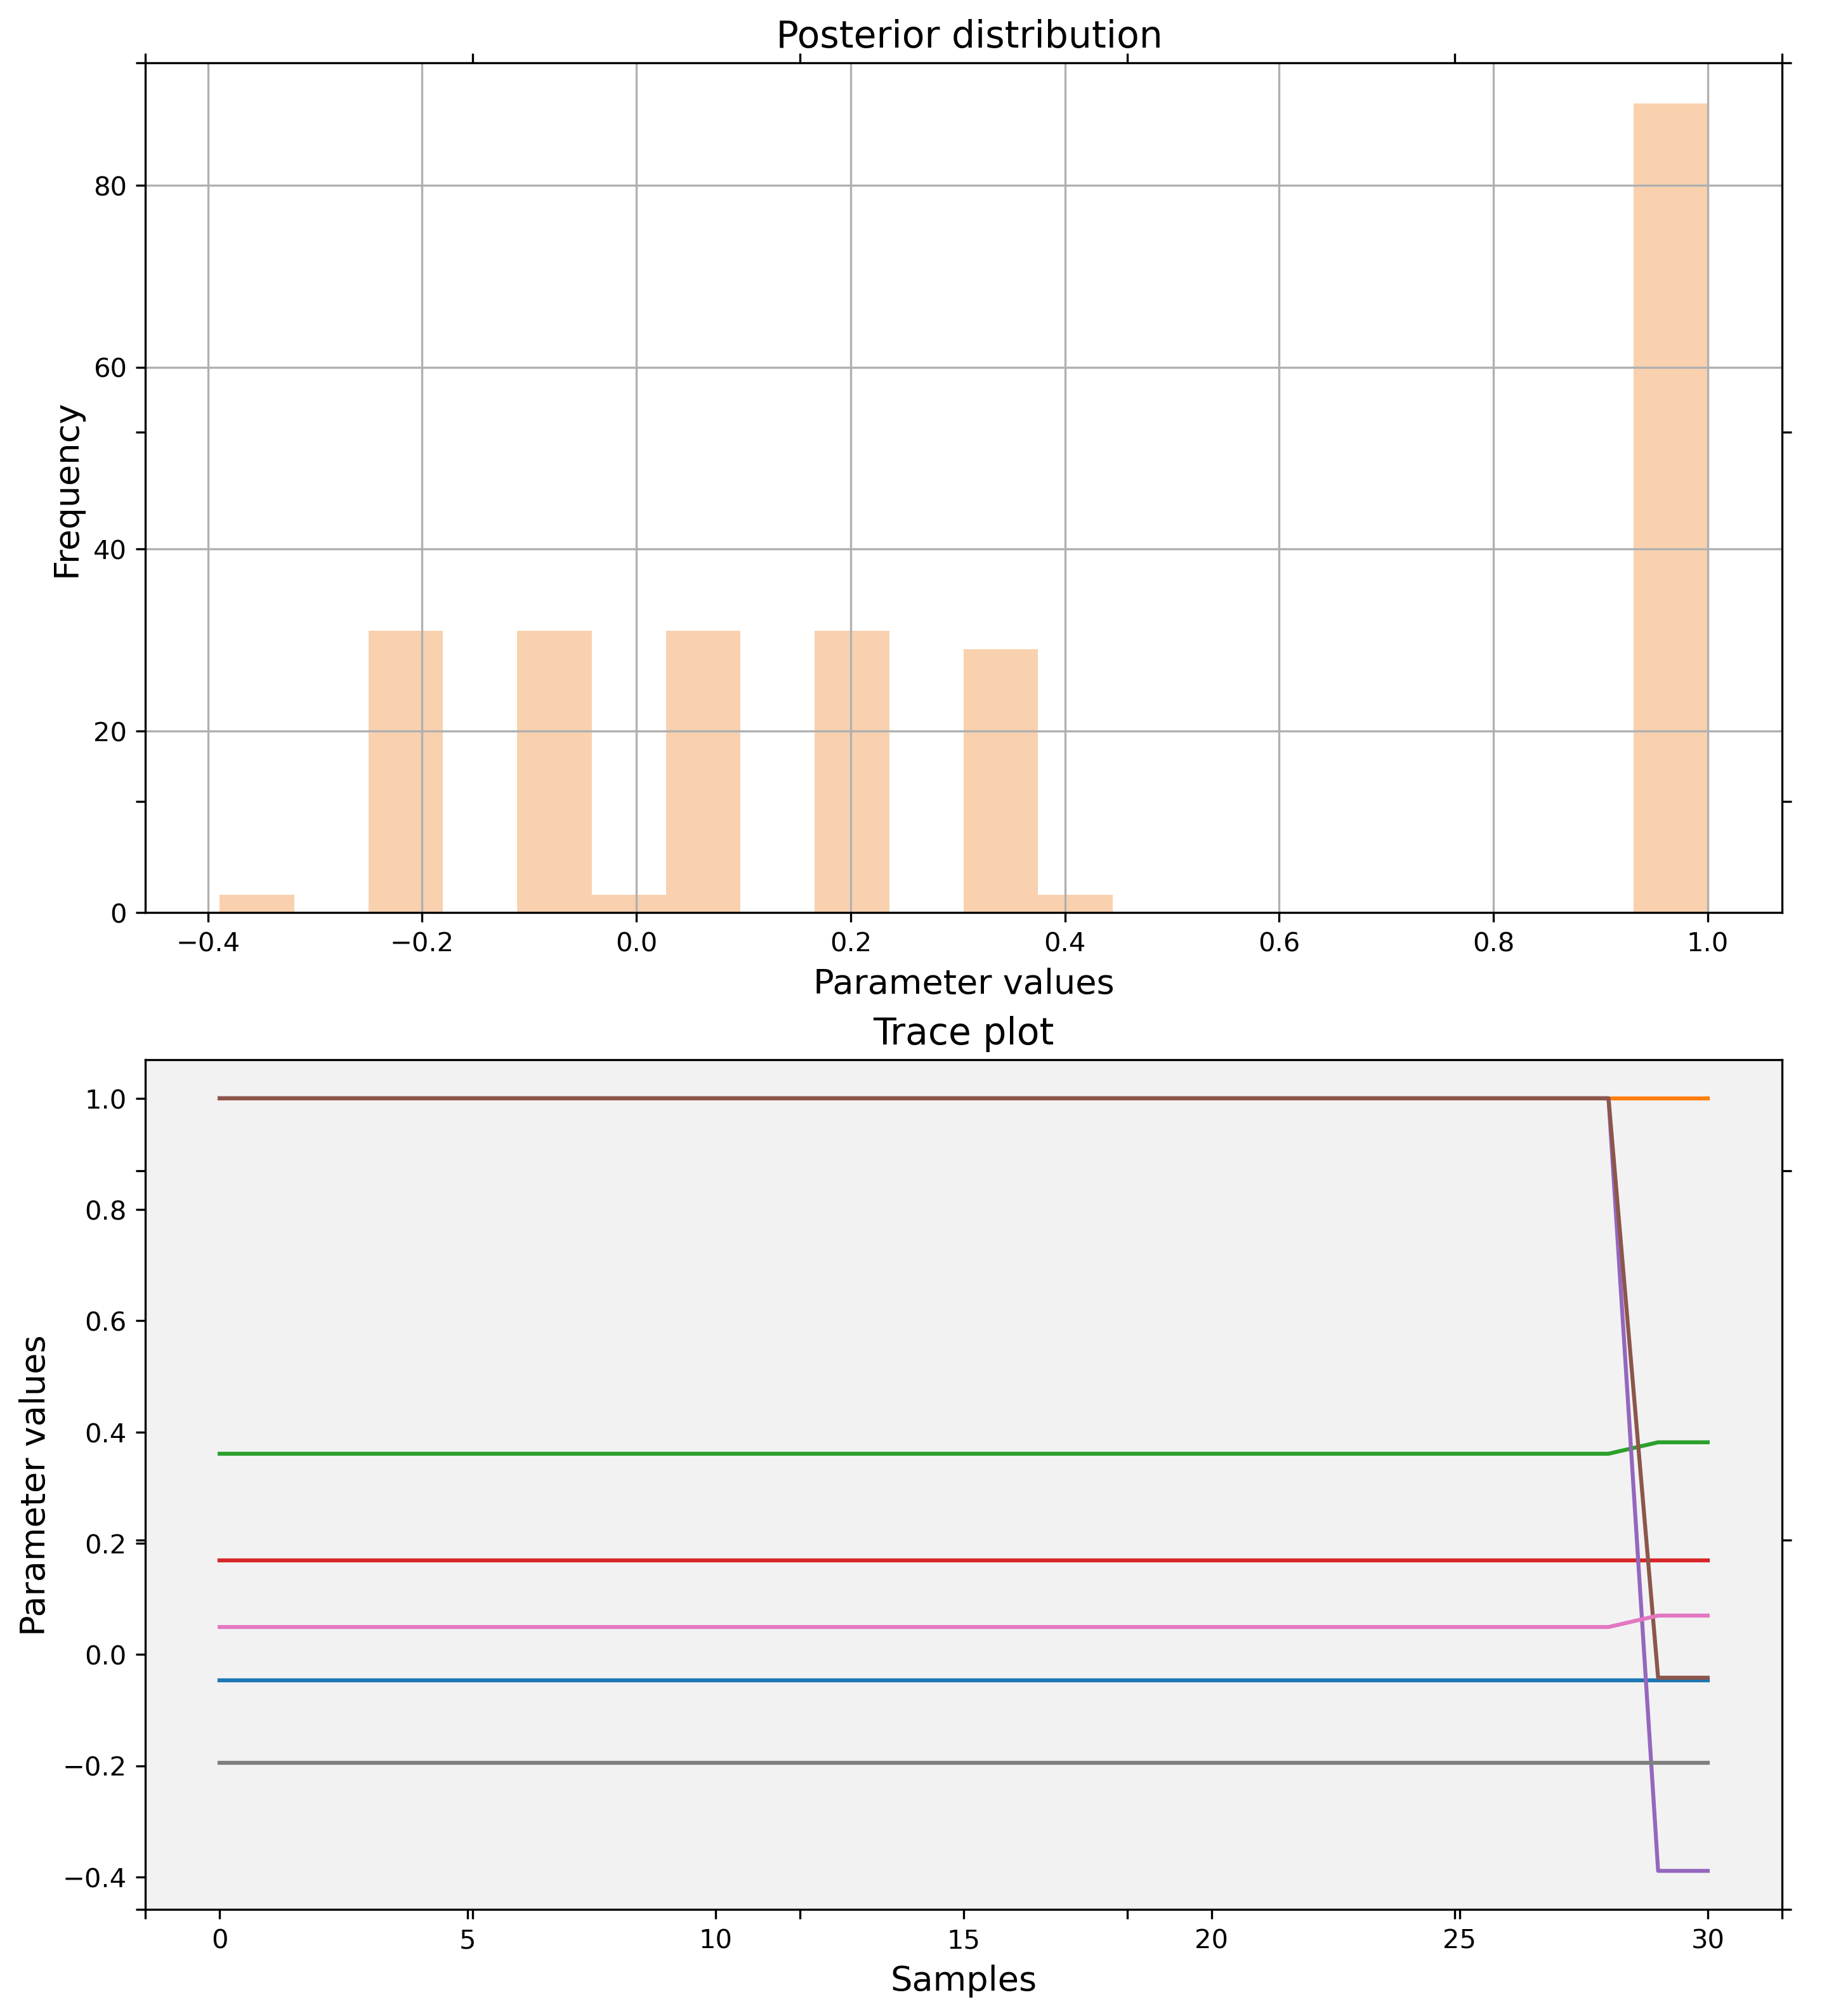 Posterior distribution
80
60
40
20
0
Frequency
−0.4 −0.2 0.0 0.2 0.4 0.6 0.8 1.0
Parameter values
Trace plot
1.0
0.8
0.6
0.4
0.2
0.0
−0.2
−0.4
Parameter values
0 5 10 15 20 25 30
Samples